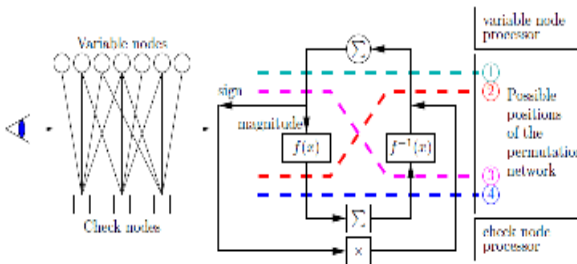 Variable nodes
Check nodes
sign
magnitude
∑
f(x)
f⁻¹(x)
∑
×
variable node
processor
①
②
Possible
positions
of the
permutation
network
③
④
check node
processor